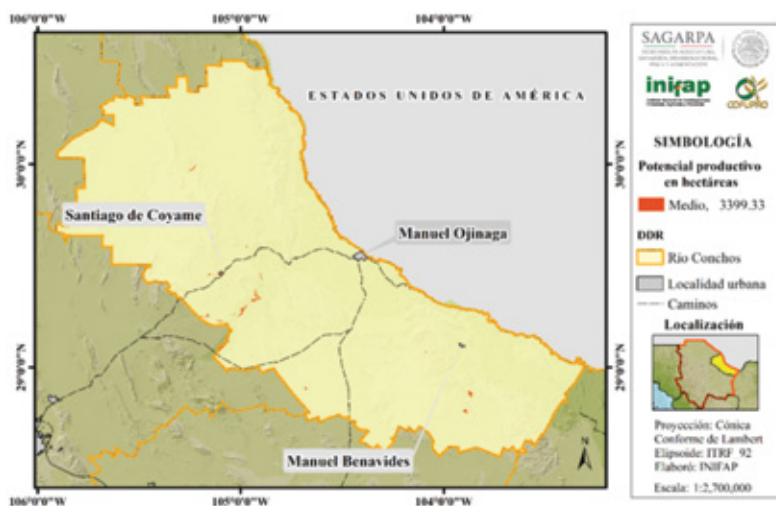 106°0'0"W
105°0'0"W
104°0'0"W
ESTADOS UNIDOS DE AMÉRICA
30°0'0"N
30°0'0"N
Santiago de Coyame
Manuel Ojinaga
29°0'0"N
29°0'0"N
Manuel Benavides
N
106°0'0"W
105°0'0"W
104°0'0"W
SAGARPA
inifap
COFUPRO
SIMBOLOGÍA
Potencial productivo
en hectáreas
Medio, 3399.33
DDR
Río Conchos
Localidad urbana
Caminos
Localización
Proyección: Cónica
Conforme de Lambert
Elipsoide: ITRF 92
Elaboró: INIFAP
Escala: 1:2,700,000